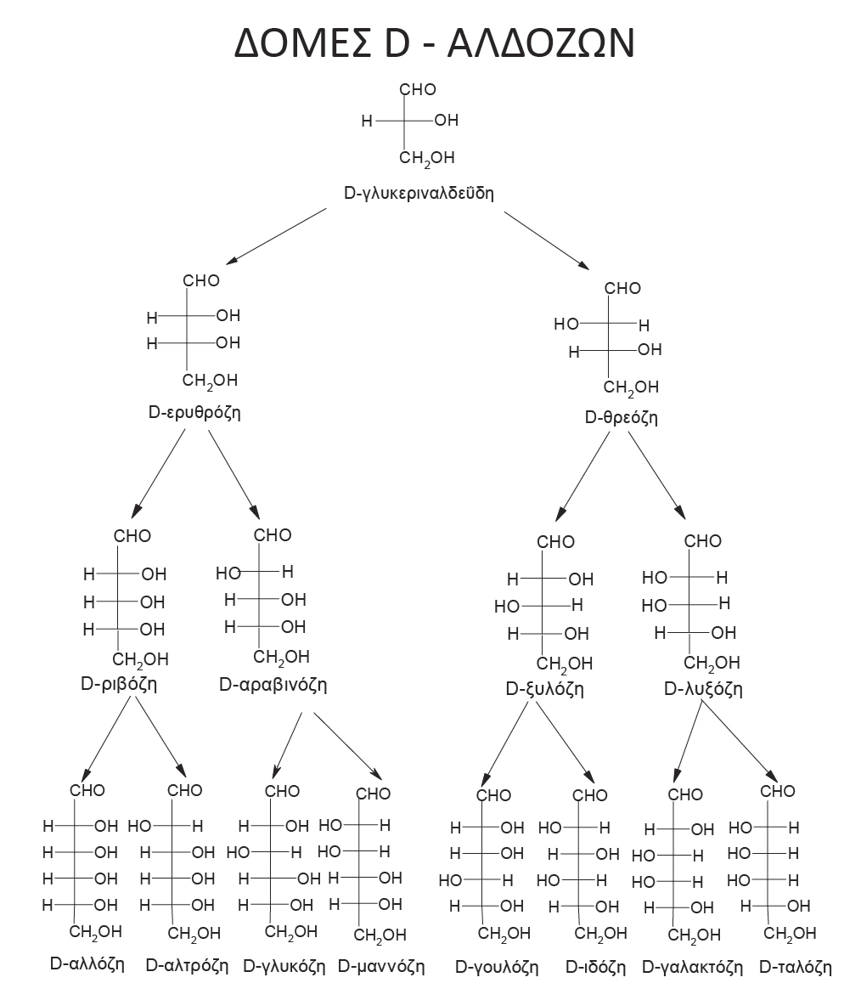 ΔΟΜΕΣ D - ΑΛΔΟΖΩΝ
CHO
H OH
CH2OH
D-γλυκεριναλδεΰδη
CHO CHO
H OH HO H
H OH H OH
CH2OH CH2OH
D-ερυθρόζη D-θρεόζη
CHO CHO CHO CHO
H OH HO H H OH HO H
H OH H OH HO H HO H
H OH H OH H OH H OH
CH2OH CH2OH CH2OH CH2OH
D-ριβόζη D-αραβινόζη D-ξυλόζη D-λυξόζη
CHO CHO CHO CHO CHO CHO CHO CHO
H OH HO H H OH HO H H OH HO H H OH HO H
H OH H OH HO H HO H H OH H OH HO H HO H
H OH H OH H OH H OH HO H HO H HO H HO H
H OH H OH H OH H OH H OH H OH H OH H OH
CH2OH CH2OH CH2OH CH2OH CH2OH CH2OH CH2OH CH2OH
D-αλλόζη D-αλτρόζη D-γλυκόζη D-μαννόζη D-γουλόζη D-ιδόζη D-γαλακτόζη D-ταλόζη